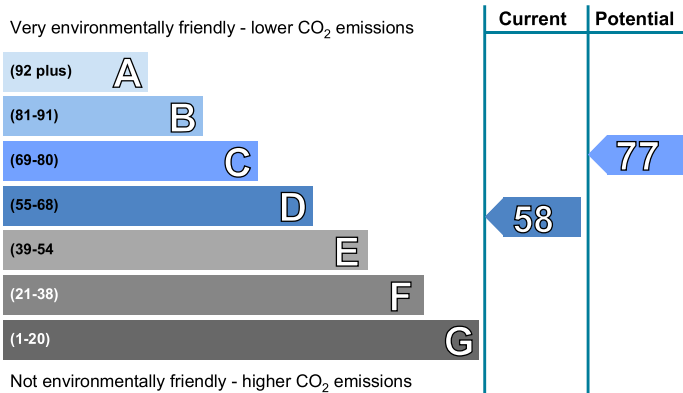 Very environmentally friendly - lower CO2 emissions
Current
Potential
(92 plus) A
(81-91) B
(69-80) C
77
(55-68) D
58
(39-54 E
(21-38) F
(1-20) G
Not environmentally friendly - higher CO2 emissions